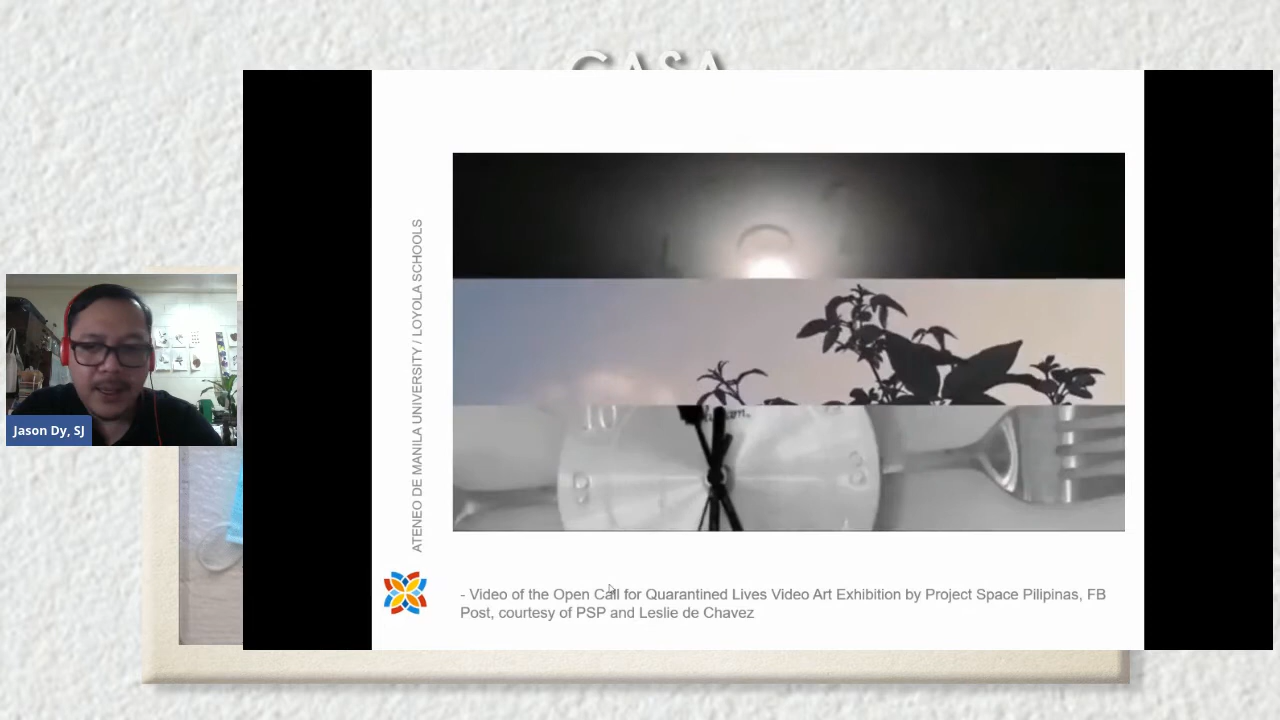 CASA
ATENEO DE MANILA UNIVERSITY / LOYOLA SCHOOLS
Jason Dy, SJ
- Video of the Open Call for Quarantined Lives Video Art Exhibition by Project Space Pilipinas, FB
Post, courtesy of PSP and Leslie de Chavez